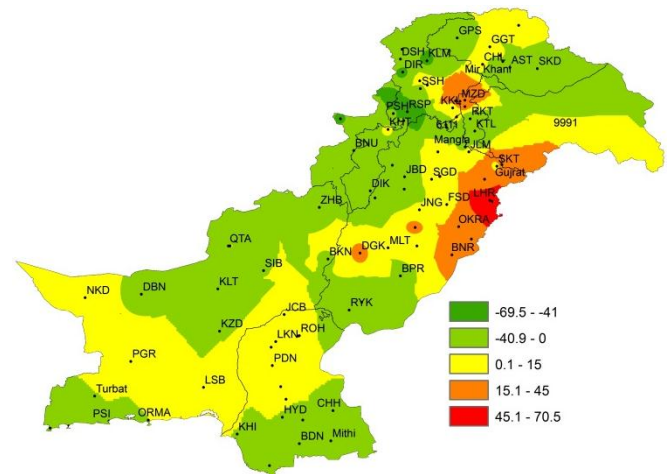 GPS
GGT
DSH
KLM
CHL
AST
SKD
DIR
Mir Khani
SSH
MZD
KKL
PSH
RSP
RKT
KHT
KTL
9991
Mangla
BNU
JLM
SKT
JBD
SGD
Gujrat
DIK
LHR
ZHB
JNG
FSD
OKRA
QTA
DGK
MLT
BNR
BKN
SIB
BPR
NKD
DBN
KLT
RYK
JCB
KZD
LKN
ROH
PGR
PDN
LSB
Turbat
PSI
ORMA
HYD
CHH
KHI
BDN
Mithi
-69.5 - -41
-40.9 - 0
0.1 - 15
15.1 - 45
45.1 - 70.5